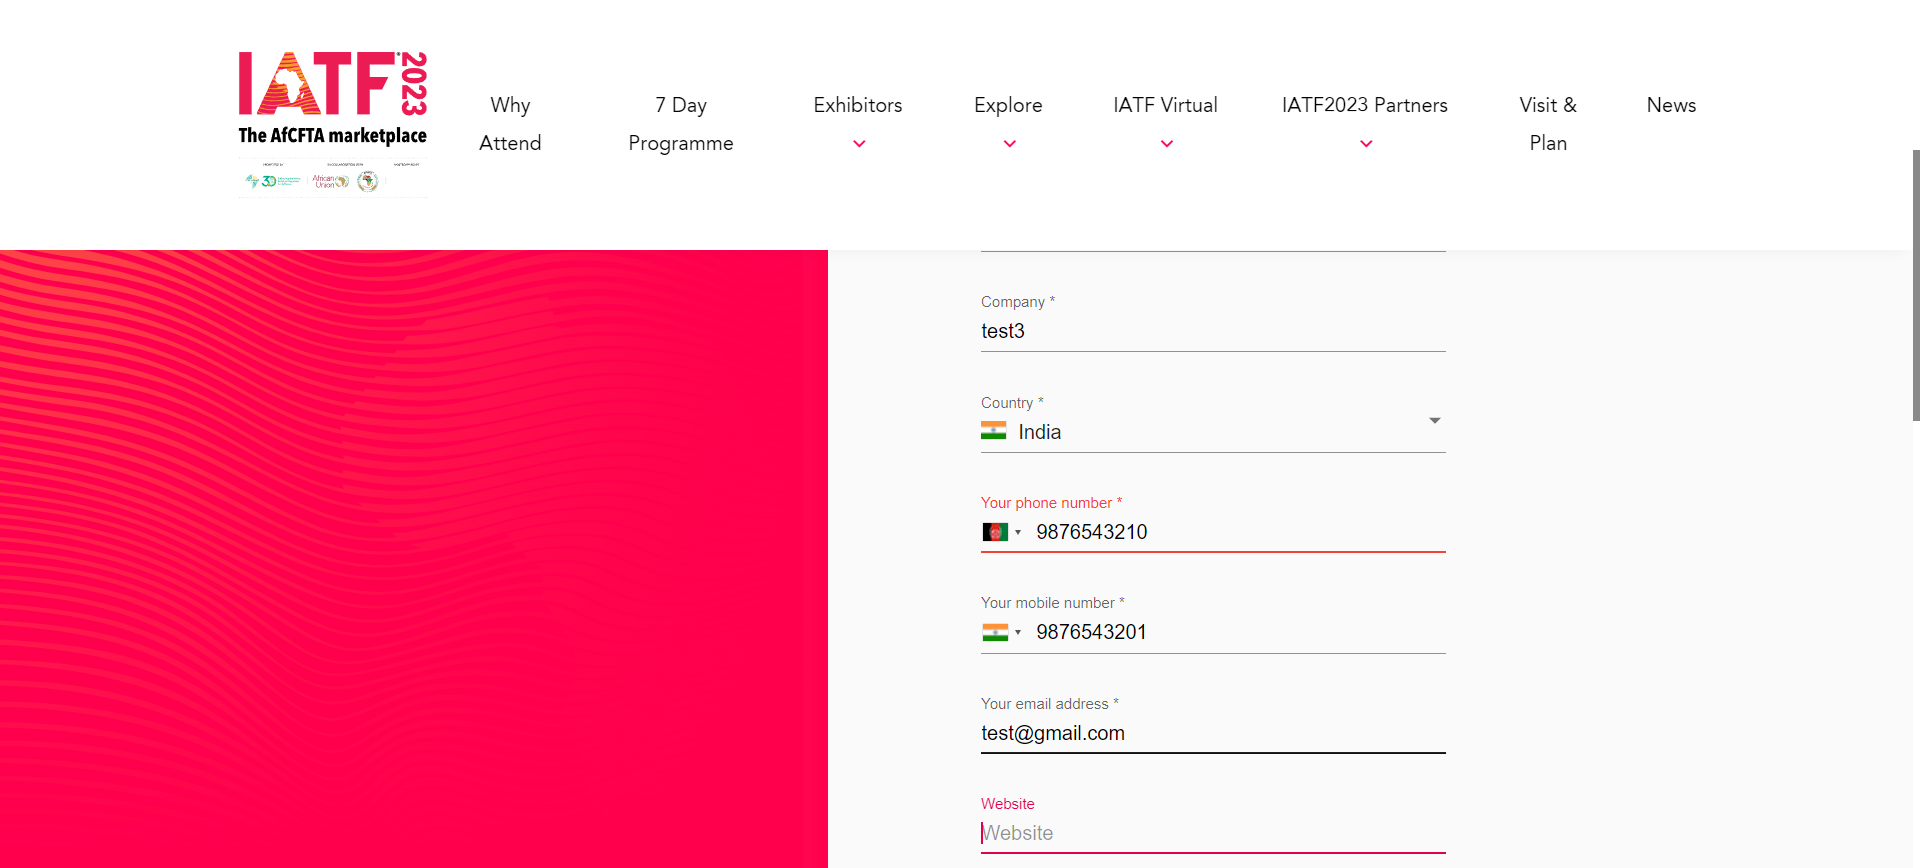 IATF 2023
The AfCFTA marketplace
African Union
Why Attend
7 Day Programme
Exhibitors
Explore
IATF Virtual
IATF2023 Partners
Visit & Plan
News
Company *
test3
Country *
India
Your phone number *
9876543210
Your mobile number *
9876543201
Your email address *
test@gmail.com
Website
Website